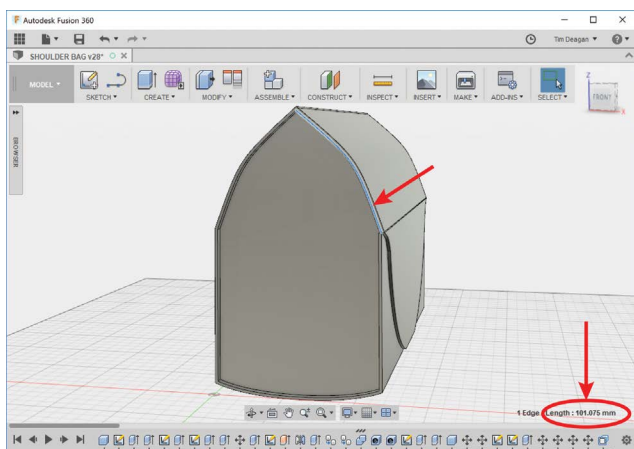 Autodesk Fusion 360
Tim Deagan
SHOULDER BAG v28*
MODEL
SKETCH
CREATE
MODIFY
ASSEMBLE
CONSTRUCT
INSPECT
INSERT
MAKE
ADD-INS
SELECT
Z
FRONT
X
BROWSER
1 Edge Length : 101.075 mm